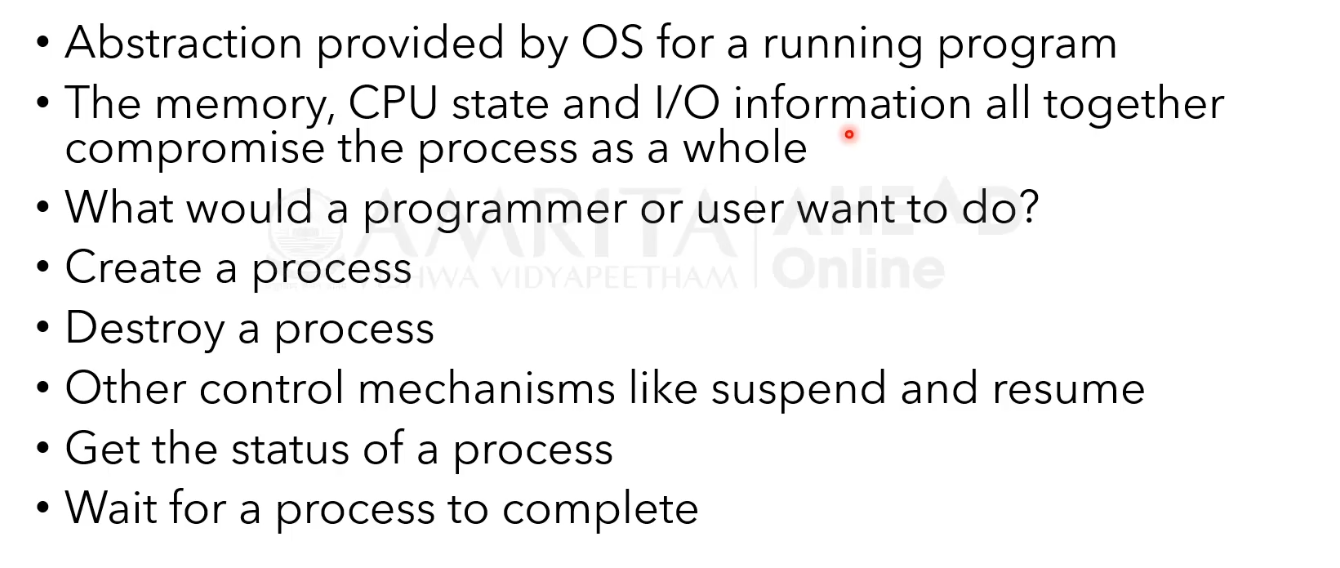 • Abstraction provided by OS for a running program
• The memory, CPU state and I/O information all together
compromise the process as a whole
• What would a programmer or user want to do?
• Create a process
• Destroy a process
• Other control mechanisms like suspend and resume
• Get the status of a process
• Wait for a process to complete
AMRITA
VISHWA VIDYAPEETHAM
AHEAD
Online